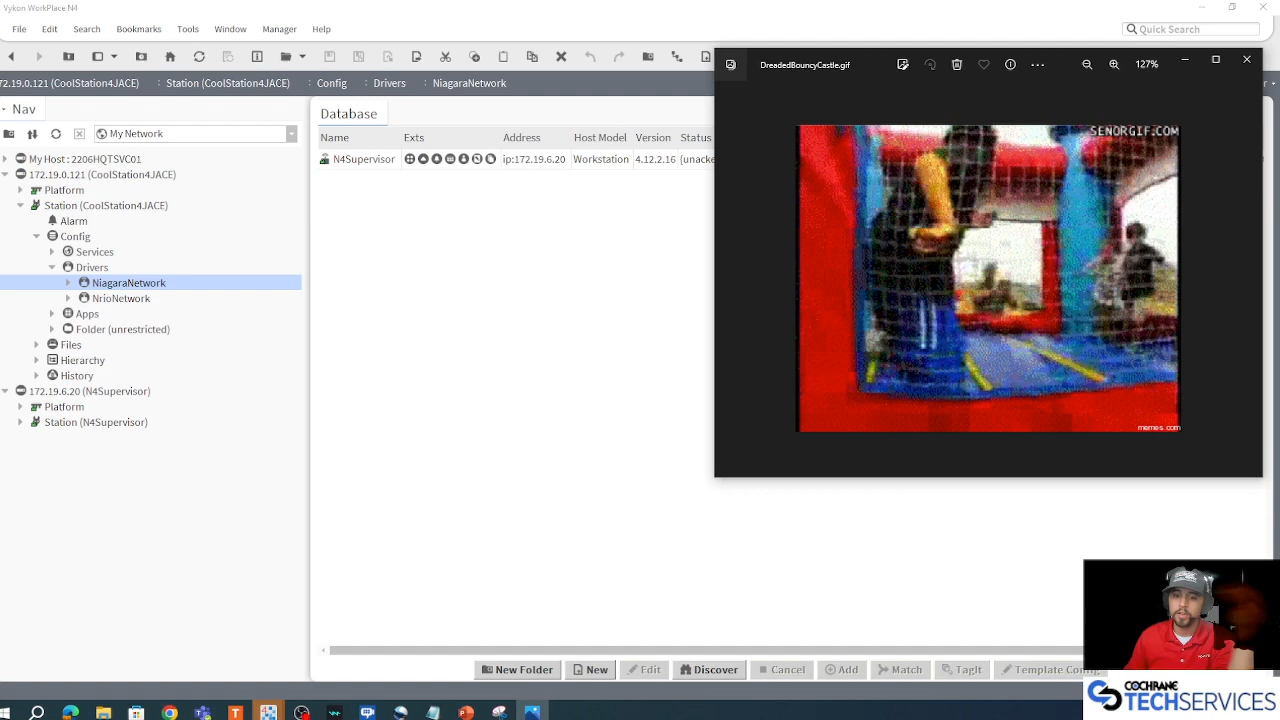 Vykon WorkPlace N4
File Edit Search Bookmarks Tools Window Manager Help
Quick Search
72.19.0.121 (CoolStation4JACE) Station (CoolStation4JACE) Config Drivers NiagaraNetwork
Nav
My Network
My Host : 2206HQTSVC01
172.19.0.121 (CoolStation4JACE)
Platform
Station (CoolStation4JACE)
Alarm
Config
Services
Drivers
NiagaraNetwork
NrioNetwork
Apps
Folder (unrestricted)
Files
Hierarchy
History
172.19.6.20 (N4Supervisor)
Platform
Station (N4Supervisor)
Database
Name Exts Address Host Model Version Status
N4Supervisor ip:172.19.6.20 Workstation 4.12.2.16 {unacke
DreadedBouncyCastle.gif
127%
SENORGIF.COM
memes.com
New Folder New Edit Discover Cancel Add Match TagIt Template Config
COCHRANE
TECHSERVICES